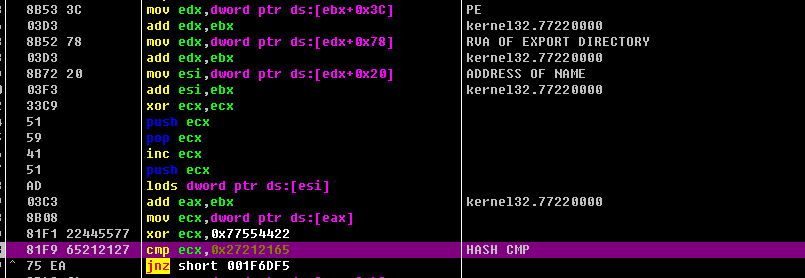 8B53 3C mov edx,dword ptr ds:[ebx+0x3C] PE
03D3 add edx,ebx kernel32.77220000
8B52 78 mov edx,dword ptr ds:[edx+0x78] RVA OF EXPORT DIRECTORY
03D3 add edx,ebx kernel32.77220000
8B72 20 mov esi,dword ptr ds:[edx+0x20] ADDRESS OF NAME
03F3 add esi,ebx kernel32.77220000
33C9 xor ecx,ecx
51 push ecx
59 pop ecx
41 inc ecx
51 push ecx
AD lods dword ptr ds:[esi]
03C3 add eax,ebx kernel32.77220000
8B08 mov ecx,dword ptr ds:[eax]
81F1 22445577 xor ecx,0x77554422
81F9 65212127 cmp ecx,0x27212165 HASH CMP
^ 75 EA jnz short 001F6DF5